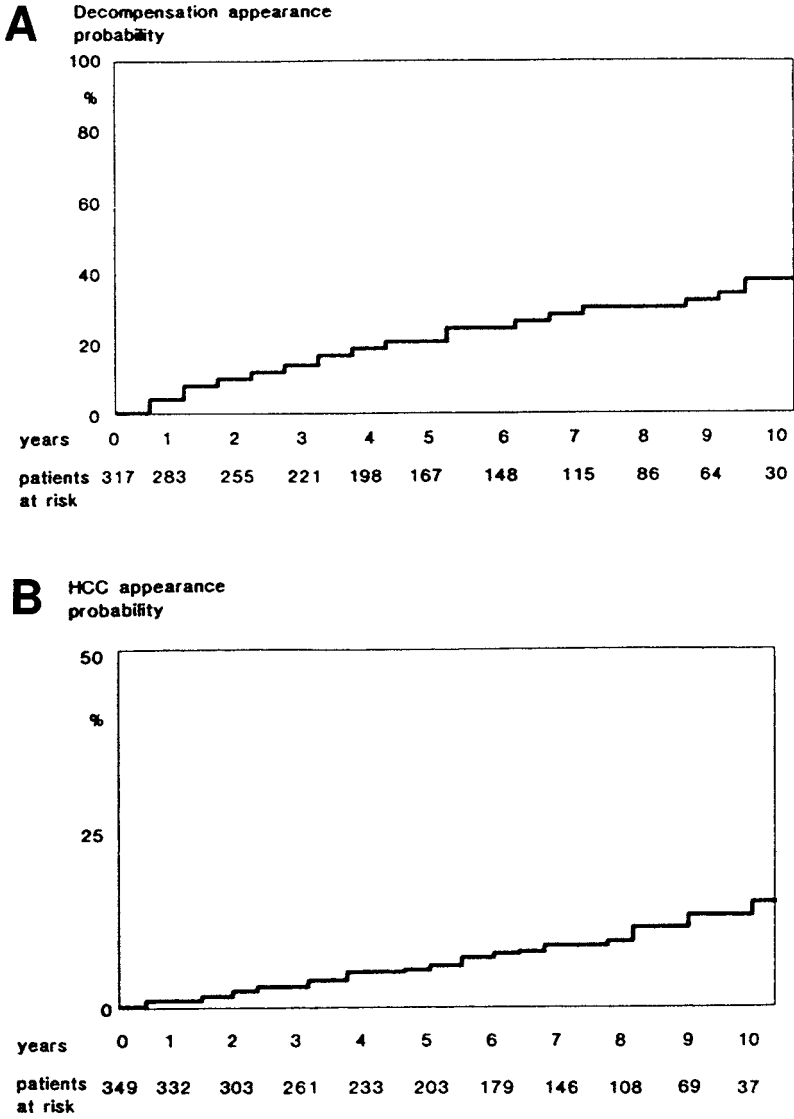 A
Decompensation appearance
probability
100
%
80
60
40
20
0
years 0 1 2 3 4 5 6 7 8 9 10
patients 317 283 255 221 198 167 148 115 86 64 30
at risk
B
HCC appearance
probability
50
%
25
0
years 0 1 2 3 4 5 6 7 8 9 10
patients 349 332 303 261 233 203 179 146 108 69 37
at risk